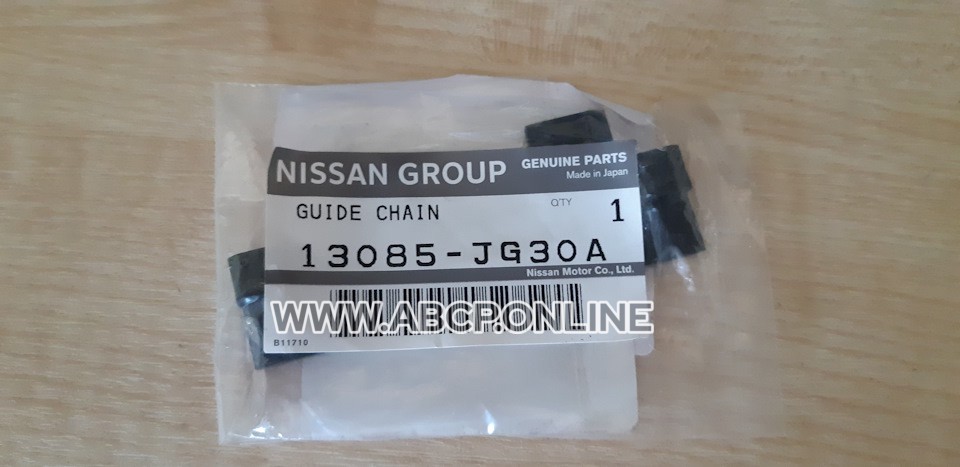 NISSAN GROUP
GENUINE PARTS
Made in Japan
GUIDE CHAIN
QTY
1
13085-JG30A
Nissan Motor Co., Ltd.
WWW.ABCP.ONLINE
B11710